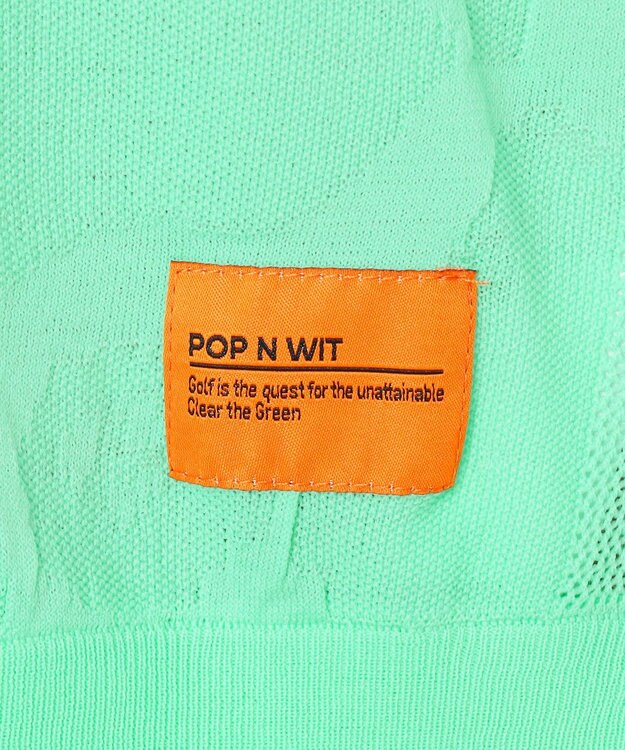 POP N WIT
Golf is the quest for the unattainable
Clear the Green